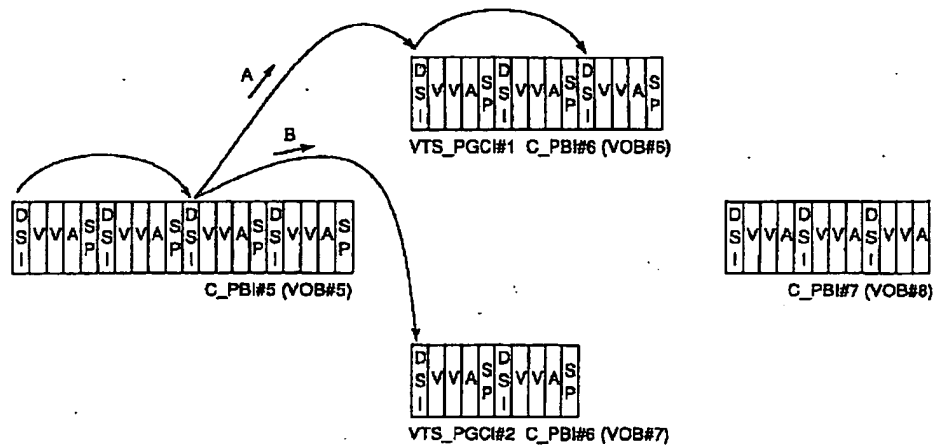 A
DSI V V A SP DSI V V A SP DSI V V A SP
VTS_PGCI#1 C_PBI#6 (VOB#6)
B
DSI V V A SP DSI V V A SP DSI V V A SP DSI V V A SP
C_PBI#5 (VOB#5)
DSI V V A DSI V V A DSI V V A
C_PBI#7 (VOB#8)
DSI V V A SP DSI V V A SP
VTS_PGCI#2 C_PBI#6 (VOB#7)